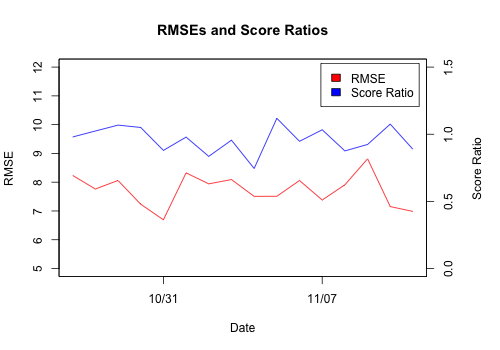 RMSEs and Score Ratios
RMSE
Score Ratio
12
11
10
9
8
7
6
5
RMSE
1.5
1.0
0.5
0.0
Score Ratio
10/31
11/07
Date